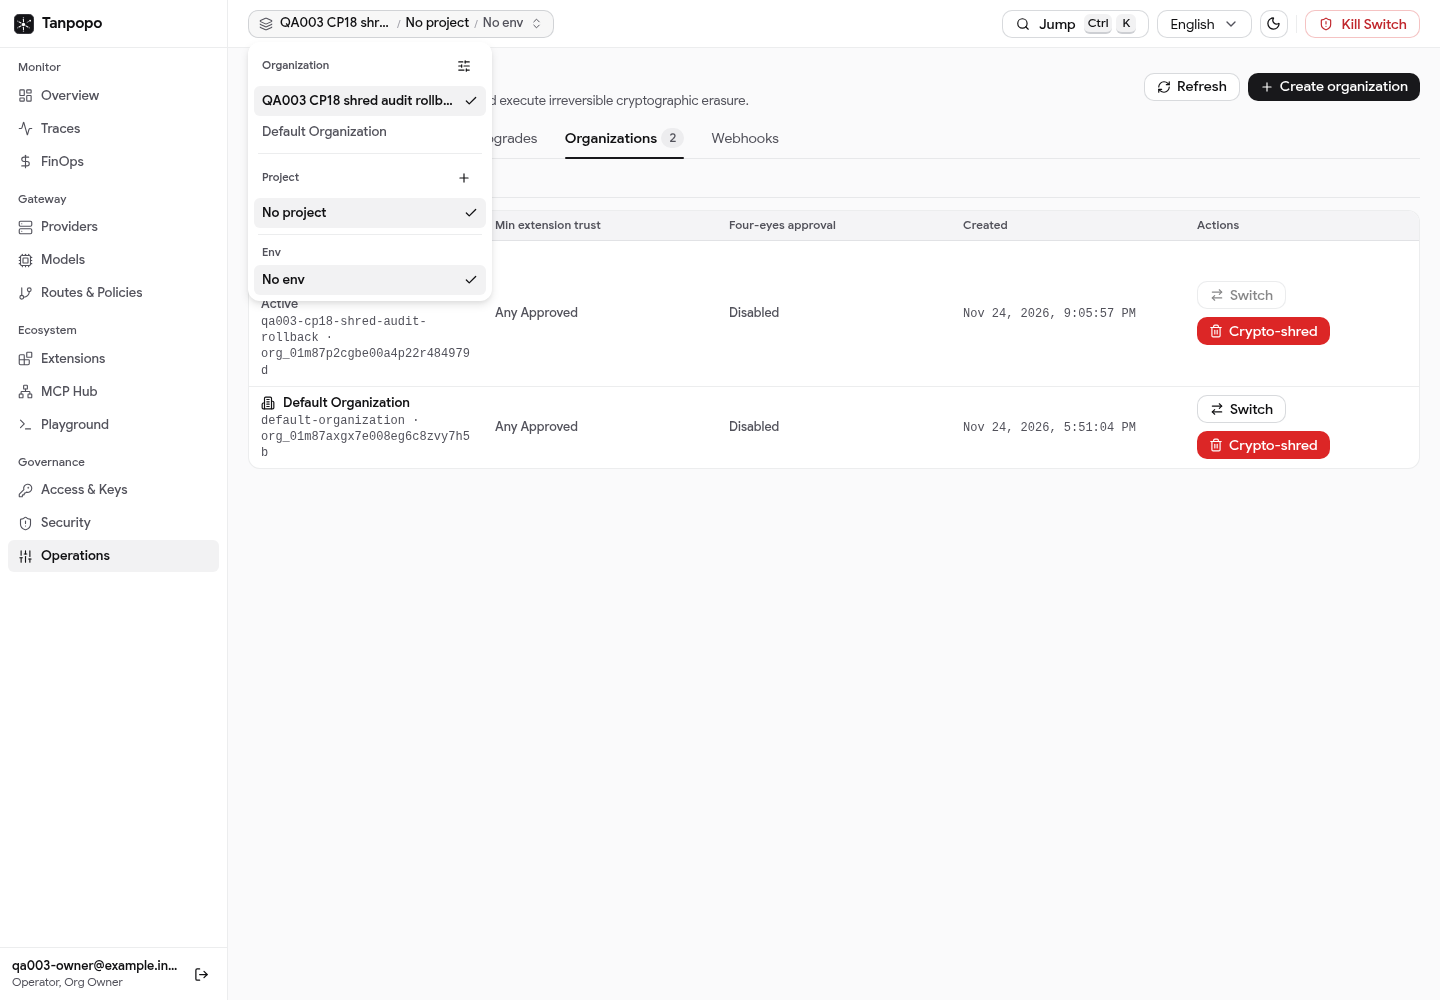 Tanpopo
Monitor
Overview
Traces
FinOps
Gateway
Providers
Models
Routes & Policies
Ecosystem
Extensions
MCP Hub
Playground
Governance
Access & Keys
Security
Operations
qa003-owner@example.in...
Operator, Org Owner
QA003 CP18 shr... / No project / No env
Jump Ctrl K
English
Kill Switch
Organization
QA003 CP18 shred audit rollb...
Default Organization
Project
No project
Env
No env
execute irreversible cryptographic erasure.
Refresh
Create organization
Organizations 2
Webhooks
Min extension trust
Four-eyes approval
Created
Actions
Active
qa003-cp18-shred-audit-
rollback ·
org_01m87p2cgbe00a4p22r484979
d
Any Approved
Disabled
Nov 24, 2026, 9:05:57 PM
Switch
Crypto-shred
Default Organization
default-organization ·
org_01m87axgx7e008eg6c8zvy7h5
b
Any Approved
Disabled
Nov 24, 2026, 5:51:04 PM
Switch
Crypto-shred